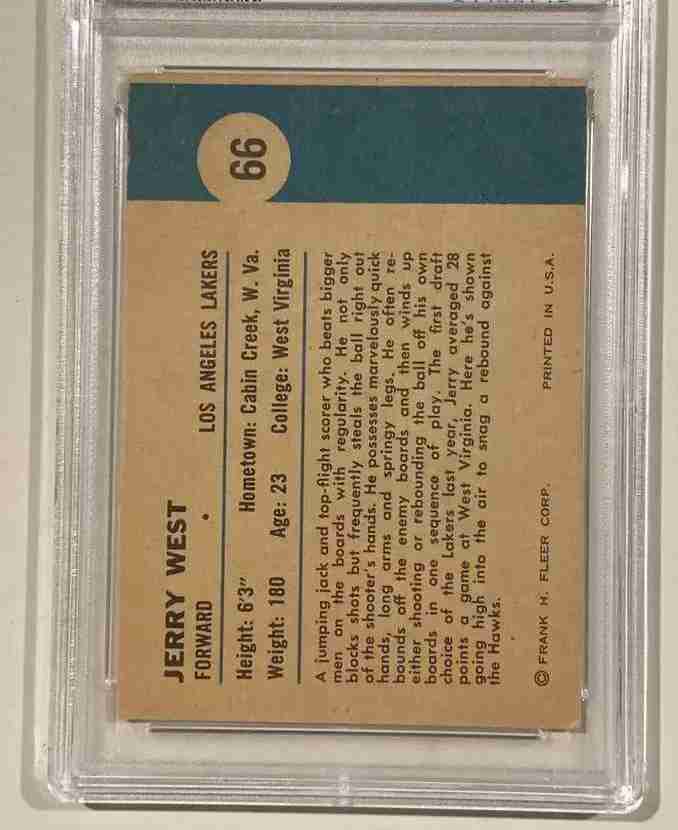 66
JERRY WEST
FORWARD • LOS ANGELES LAKERS
Height: 6'3" Hometown: Cabin Creek, W. Va.
Weight: 180 Age: 23 College: West Virginia
A jumping jack and top-flight scorer who beats bigger
men on the boards with regularity. He not only
blocks shots but frequently steals the ball right out
of the shooter's hands. He possesses marvelously quick
hands, long arms and springy legs. He often re-
bounds off the enemy boards and then winds up
either shooting or rebounding the ball off his own
boards in one sequence of play. The first draft
choice of the Lakers last year, Jerry averaged 28
points a game at West Virginia. Here he's shown
going high into the air to snag a rebound against
the Hawks.
© FRANK H. FLEER CORP. PRINTED IN U.S.A.